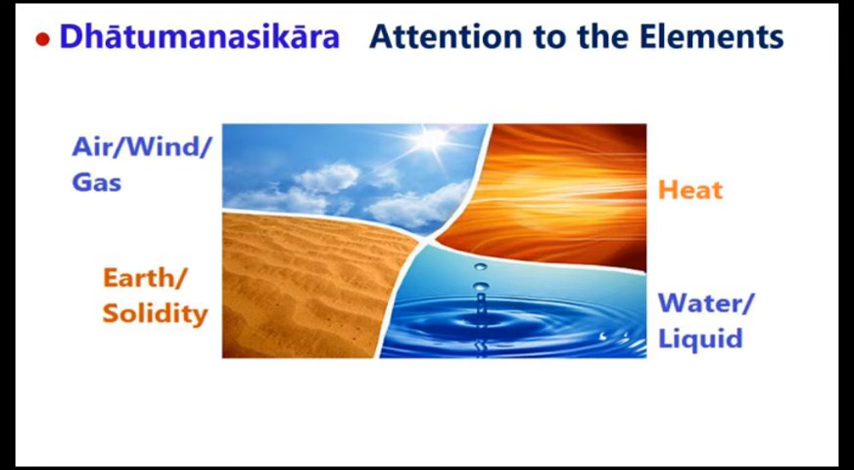 • Dhātumanasikāra Attention to the Elements
Air/Wind/
Gas
Heat
Earth/
Solidity
Water/
Liquid